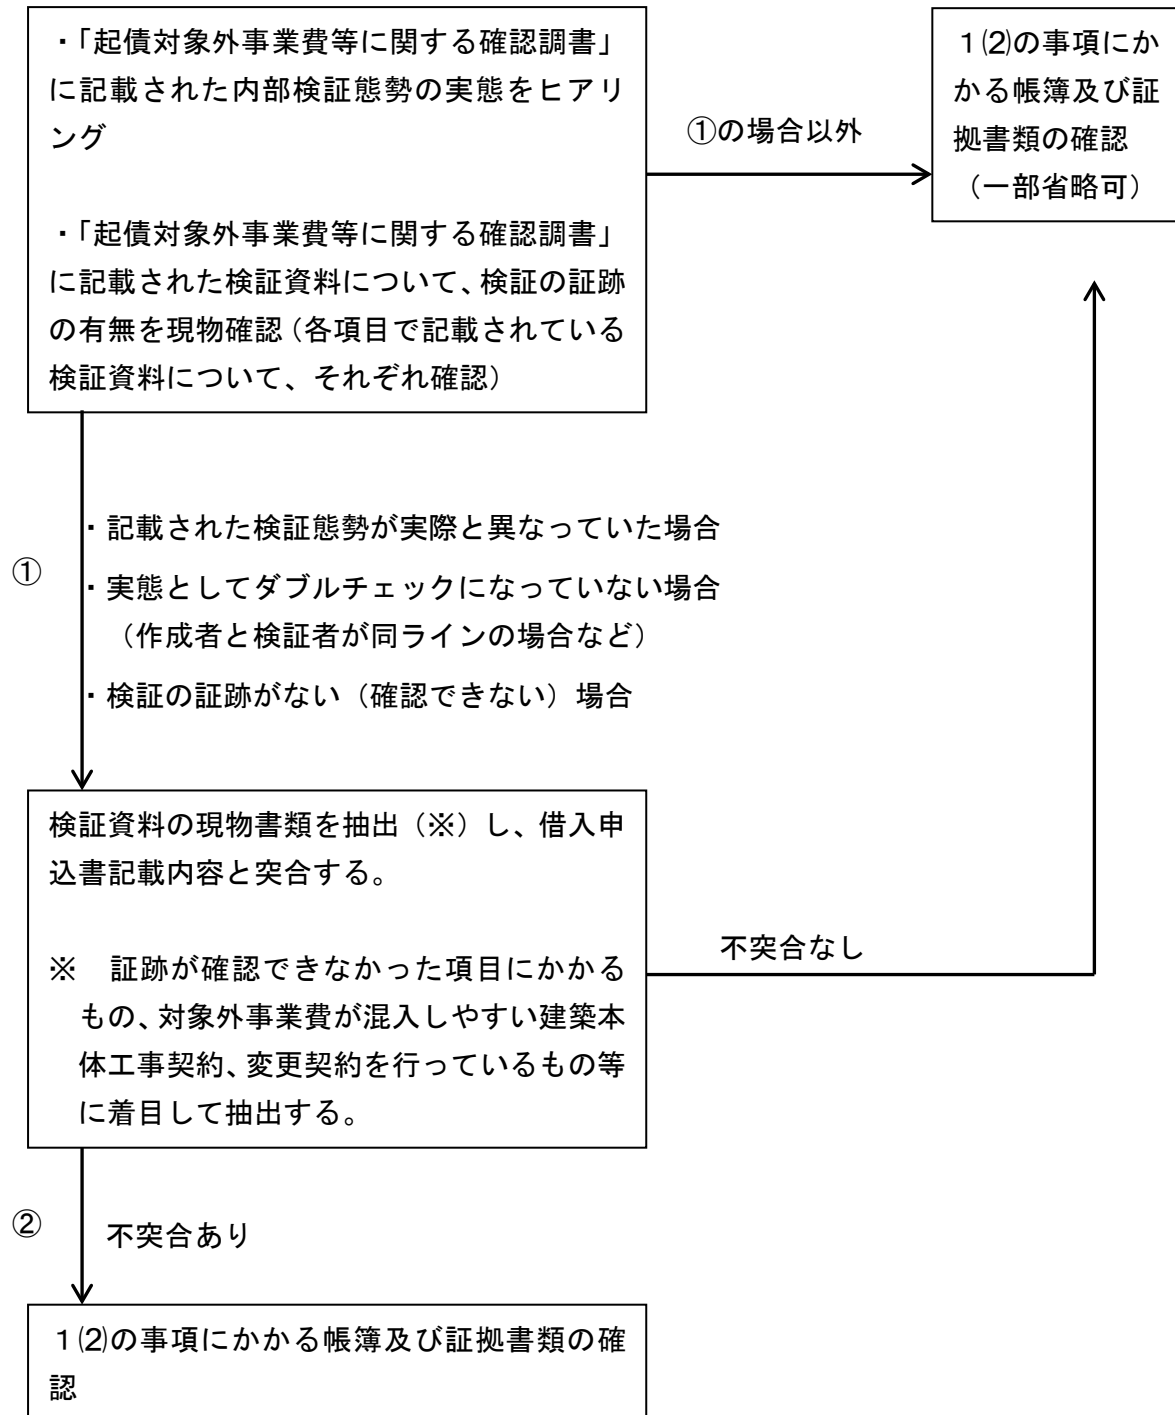 ・「起債対象外事業費等に関する確認調書」
に記載された内部検証態勢の実態をヒアリ
ング
・「起債対象外事業費等に関する確認調書」
に記載された検証資料について、検証の証跡
の有無を現物確認（各項目で記載されている
検証資料について、それぞれ確認）
①の場合以外
１⑵の事項にか
かる帳簿及び証
拠書類の確認
（一部省略可）
①
・記載された検証態勢が実際と異なっていた場合
・実態としてダブルチェックになっていない場合
（作成者と検証者が同ラインの場合など）
・検証の証跡がない（確認できない）場合
検証資料の現物書類を抽出（※）し、借入申
込書記載内容と突合する。
※　証跡が確認できなかった項目にかかる
もの、対象外事業費が混入しやすい建築本
体工事契約、変更契約を行っているもの等
に着目して抽出する。
不突合なし
②
不突合あり
１⑵の事項にかかる帳簿及び証拠書類の確
認